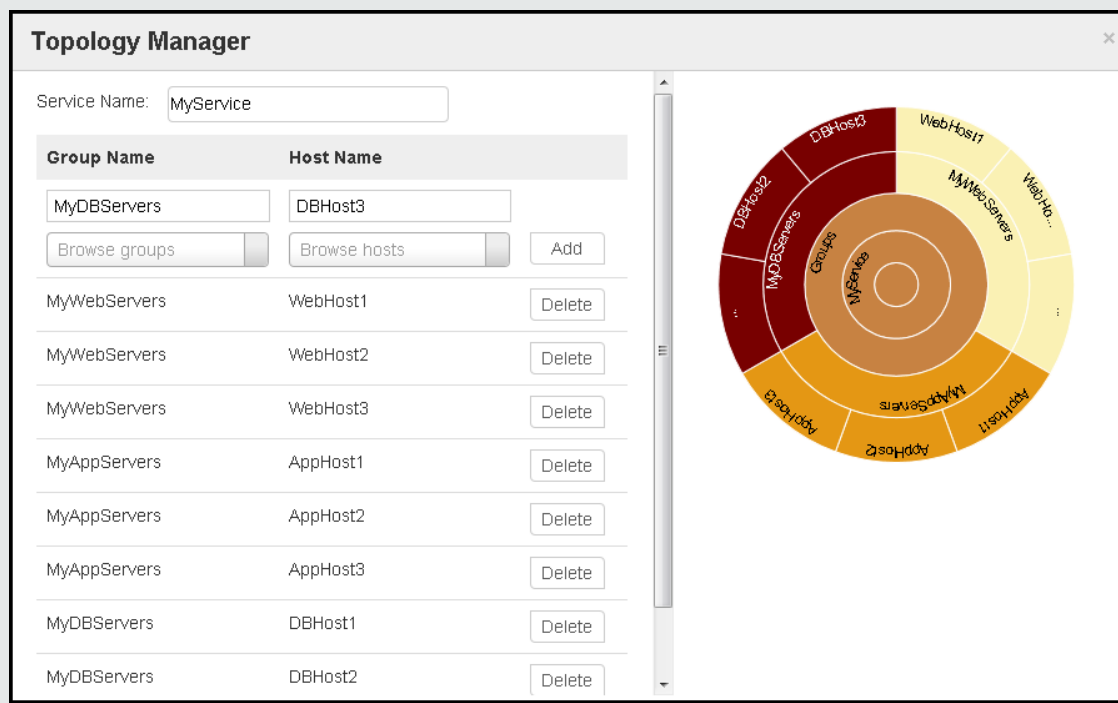 Topology Manager
×
Service Name: MyService
Group Name Host Name
MyDBServers DBHost3
Browse groups Browse hosts Add
MyWebServers WebHost1 Delete
MyWebServers WebHost2 Delete
MyWebServers WebHost3 Delete
MyAppServers AppHost1 Delete
MyAppServers AppHost2 Delete
MyAppServers AppHost3 Delete
MyDBServers DBHost1 Delete
MyDBServers DBHost2 Delete
DBHost3
WebHost1
DBHost2
WebHo...
MyDBServers
MyWebServers
Groups
MyService
...
...
MyAppServers
AppHost3
AppHost2
AppHost1